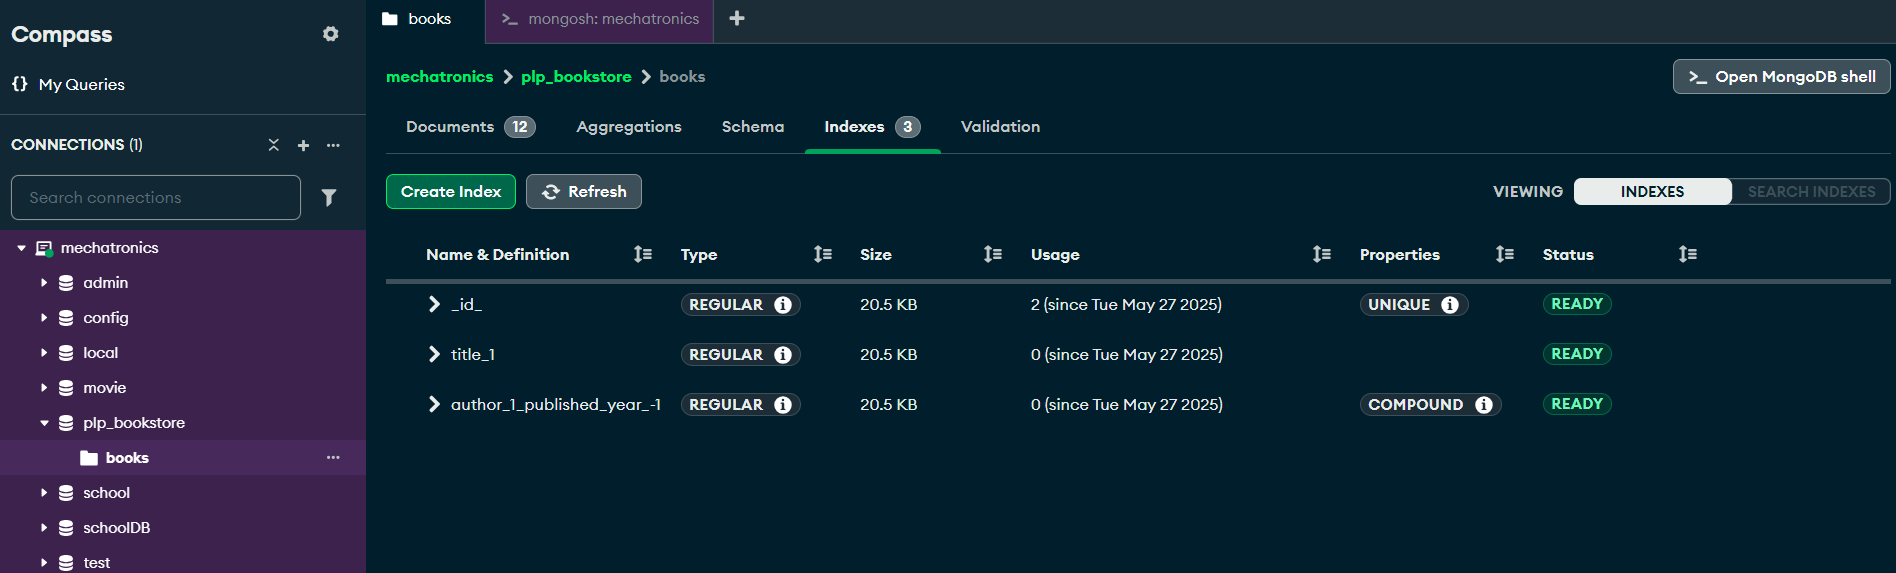 Compass
My Queries
CONNECTIONS (1)
Search connections
mechatronics
admin
config
local
movie
plp_bookstore
books
school
schoolDB
test
books
mongosh: mechatronics
mechatronics > plp_bookstore > books
Open MongoDB shell
Documents 12 Aggregations Schema Indexes 3 Validation
Create Index Refresh VIEWING INDEXES SEARCH INDEXES
Name & Definition Type Size Usage Properties Status
_id_ REGULAR 20.5 KB 2 (since Tue May 27 2025) UNIQUE READY
title_1 REGULAR 20.5 KB 0 (since Tue May 27 2025) READY
author_1_published_year_-1 REGULAR 20.5 KB 0 (since Tue May 27 2025) COMPOUND READY